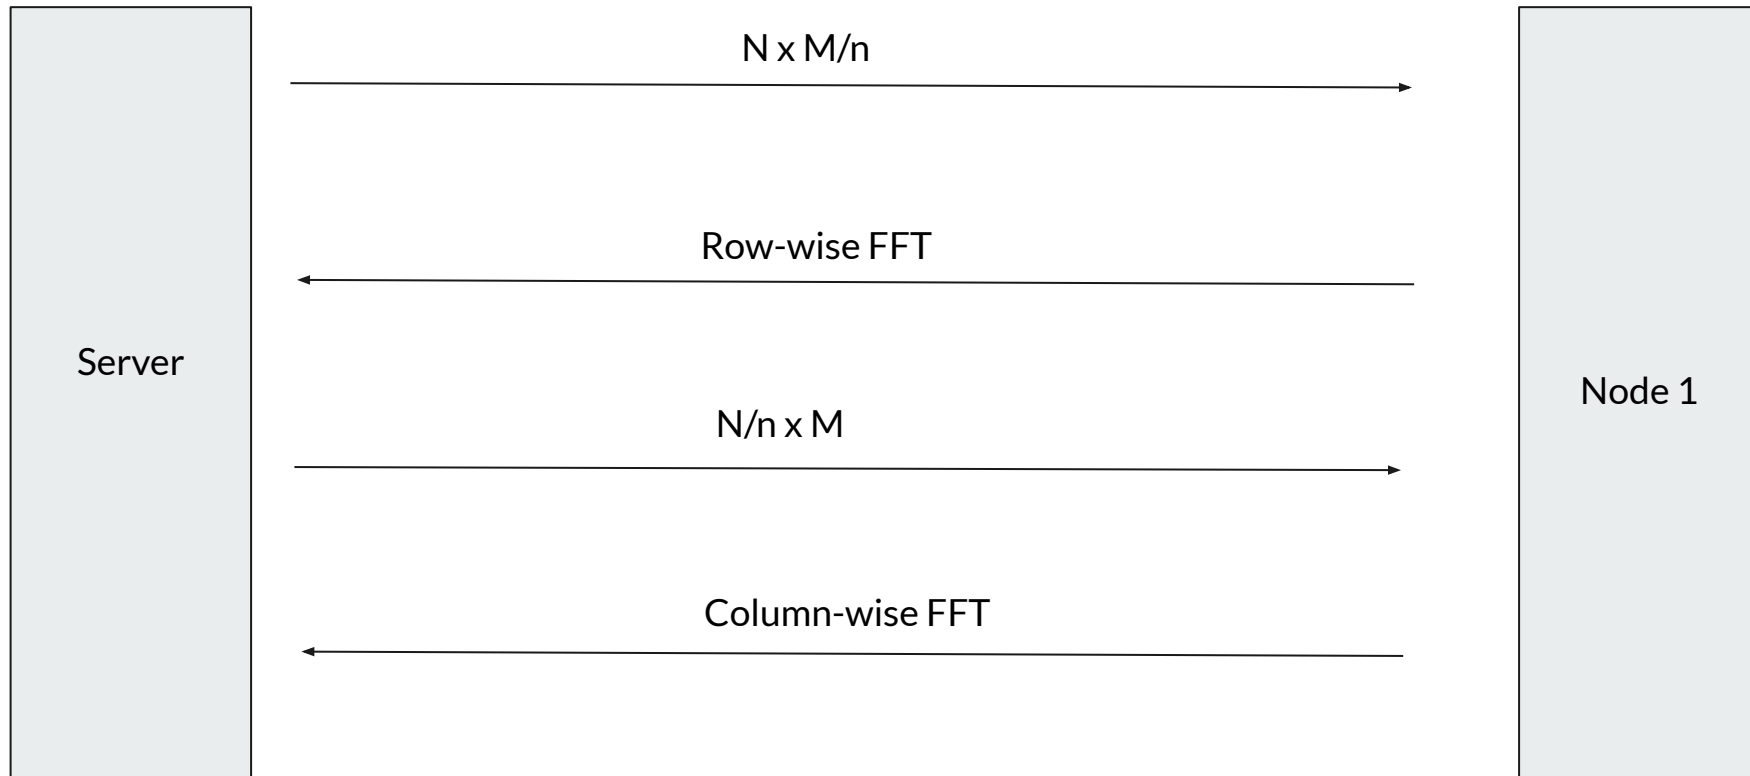 N x M/n
Row-wise FFT
Server
Node 1
N/n x M
Column-wise FFT